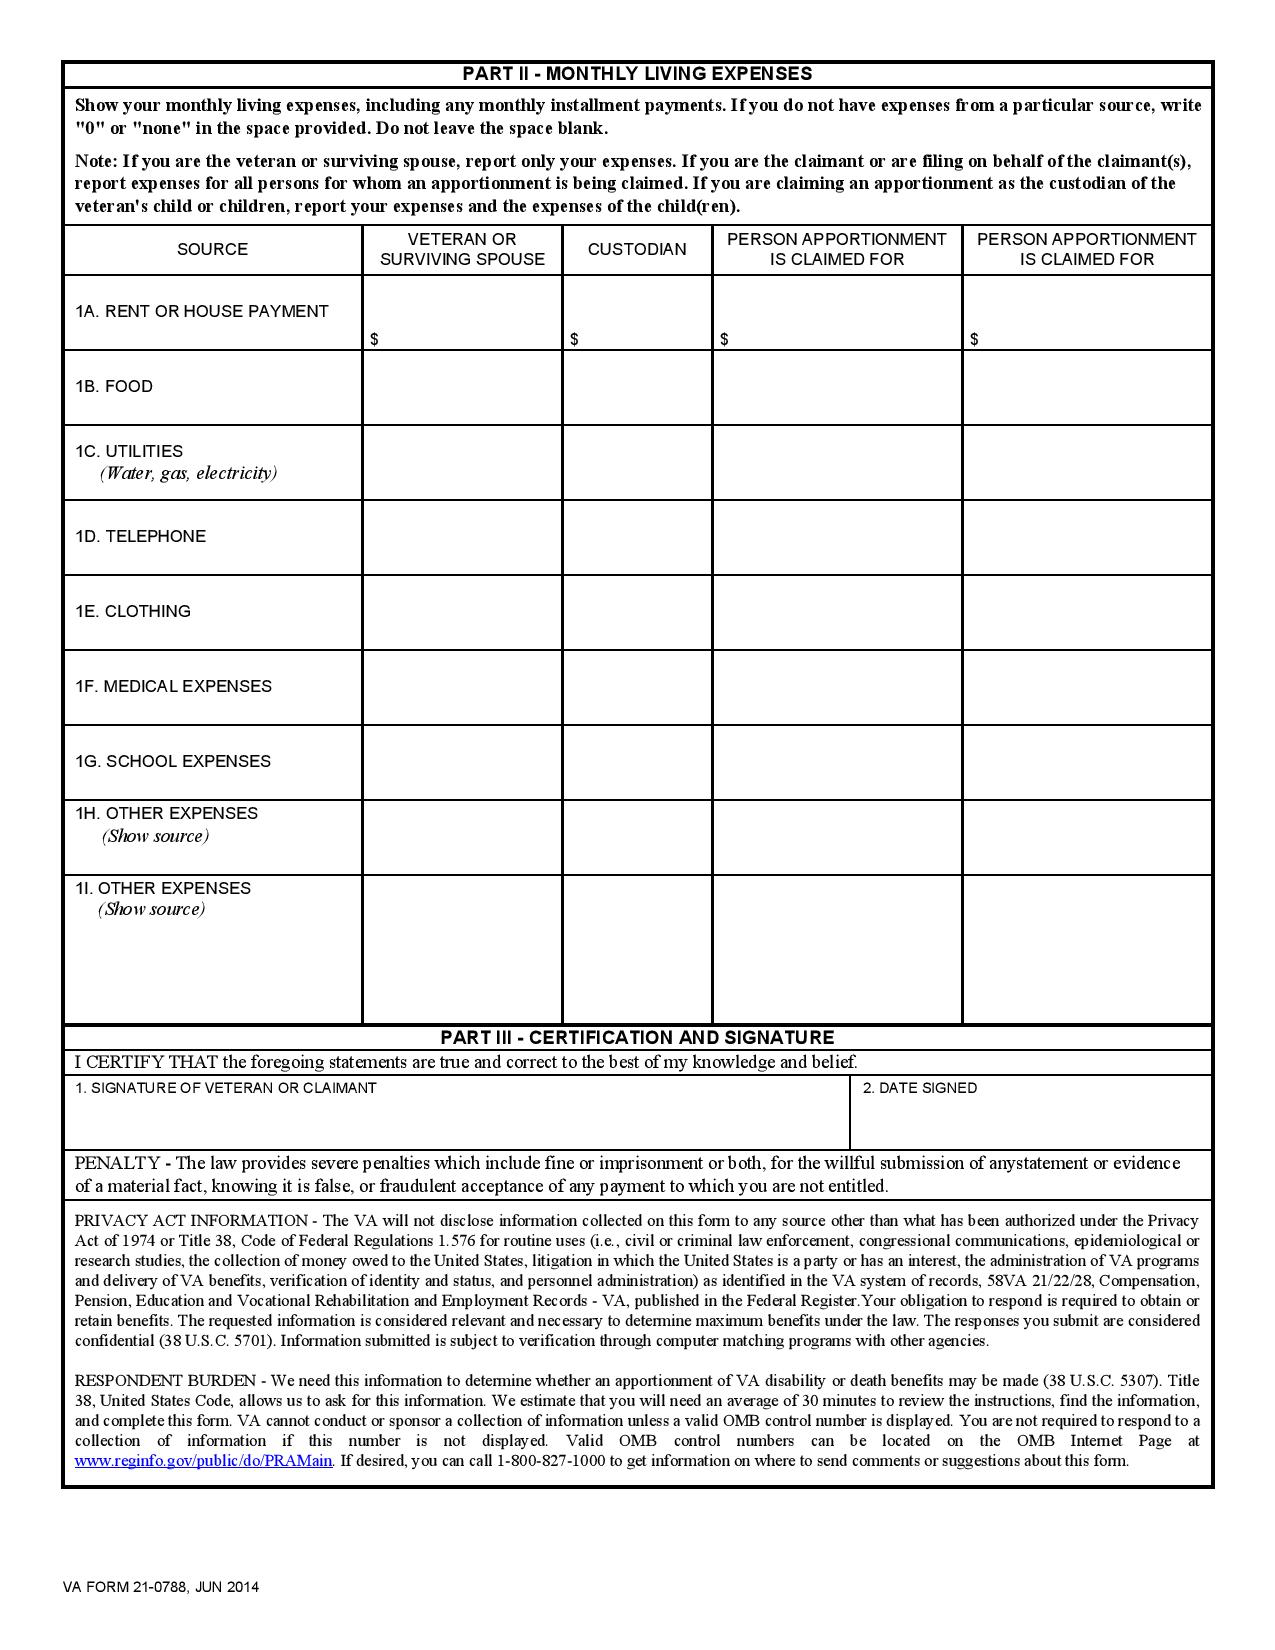 PART II - MONTHLY LIVING EXPENSES
Show your monthly living expenses, including any monthly installment payments. If you do not have expenses from a particular source, write
"0" or "none" in the space provided. Do not leave the space blank.
Note: If you are the veteran or surviving spouse, report only your expenses. If you are the claimant or are filing on behalf of the claimant(s),
report expenses for all persons for whom an apportionment is being claimed. If you are claiming an apportionment as the custodian of the
veteran's child or children, report your expenses and the expenses of the child(ren).
SOURCE
VETERAN OR
SURVIVING SPOUSE
CUSTODIAN
PERSON APPORTIONMENT
IS CLAIMED FOR
PERSON APPORTIONMENT
IS CLAIMED FOR
1A. RENT OR HOUSE PAYMENT
$ $ $ $
1B. FOOD
1C. UTILITIES
(Water, gas, electricity)
1D. TELEPHONE
1E. CLOTHING
1F. MEDICAL EXPENSES
1G. SCHOOL EXPENSES
1H. OTHER EXPENSES
(Show source)
1I. OTHER EXPENSES
(Show source)
PART III - CERTIFICATION AND SIGNATURE
I CERTIFY THAT the foregoing statements are true and correct to the best of my knowledge and belief.
1. SIGNATURE OF VETERAN OR CLAIMANT
2. DATE SIGNED
PENALTY - The law provides severe penalties which include fine or imprisonment or both, for the willful submission of anystatement or evidence
of a material fact, knowing it is false, or fraudulent acceptance of any payment to which you are not entitled.
PRIVACY ACT INFORMATION - The VA will not disclose information collected on this form to any source other than what has been authorized under the Privacy
Act of 1974 or Title 38, Code of Federal Regulations 1.576 for routine uses (i.e., civil or criminal law enforcement, congressional communications, epidemiological or
research studies, the collection of money owed to the United States, litigation in which the United States is a party or has an interest, the administration of VA programs
and delivery of VA benefits, verification of identity and status, and personnel administration) as identified in the VA system of records, 58VA 21/22/28, Compensation,
Pension, Education and Vocational Rehabilitation and Employment Records - VA, published in the Federal Register.Your obligation to respond is required to obtain or
retain benefits. The requested information is considered relevant and necessary to determine maximum benefits under the law. The responses you submit are considered
confidential (38 U.S.C. 5701). Information submitted is subject to verification through computer matching programs with other agencies.
RESPONDENT BURDEN - We need this information to determine whether an apportionment of VA disability or death benefits may be made (38 U.S.C. 5307). Title
38, United States Code, allows us to ask for this information. We estimate that you will need an average of 30 minutes to review the instructions, find the information,
and complete this form. VA cannot conduct or sponsor a collection of information unless a valid OMB control number is displayed. You are not required to respond to a
collection of information if this number is not displayed. Valid OMB control numbers can be located on the OMB Internet Page at
www.reginfo.gov/public/do/PRAMain. If desired, you can call 1-800-827-1000 to get information on where to send comments or suggestions about this form.
VA FORM 21-0788, JUN 2014